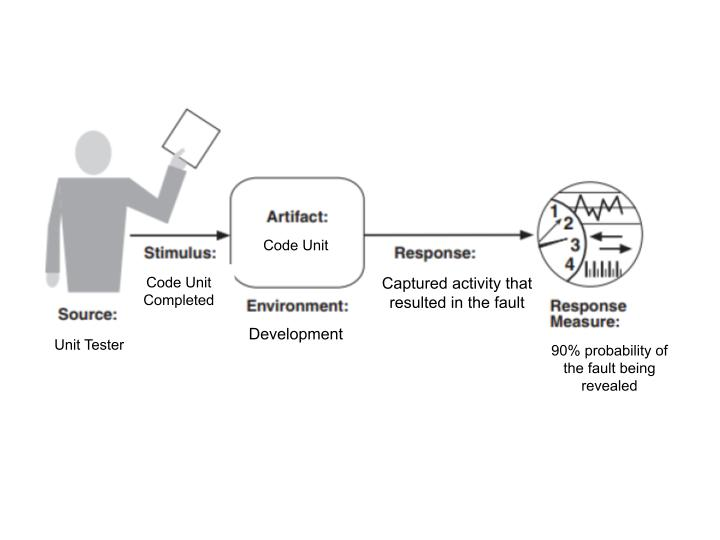 Artifact:
Code Unit
Stimulus:
Code Unit
Completed
Response:
Captured activity that
resulted in the fault
1
2
3
4
Source:
Unit Tester
Environment:
Development
Response
Measure:
90% probability of
the fault being
revealed